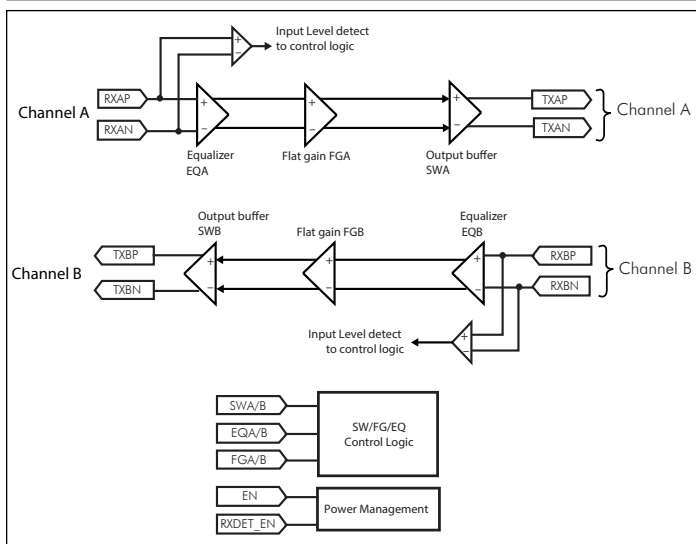 Input Level detect
to control logic
Channel A
RXAP
RXAN
+
−
+
−
+
−
+
−
TXAP
TXAN
Channel A
Equalizer
EQA
Flat gain FGA
Output buffer
SWA
Output buffer
SWB
Flat gain FGB
Equalizer
EQB
Channel B
TXBP
TXBN
+
−
+
−
+
−
RXBP
RXBN
Channel B
Input Level detect
to control logic
+
−
SWA/B
EQA/B
FGA/B
SW/FG/EQ
Control Logic
EN
RXDET_EN
Power Management